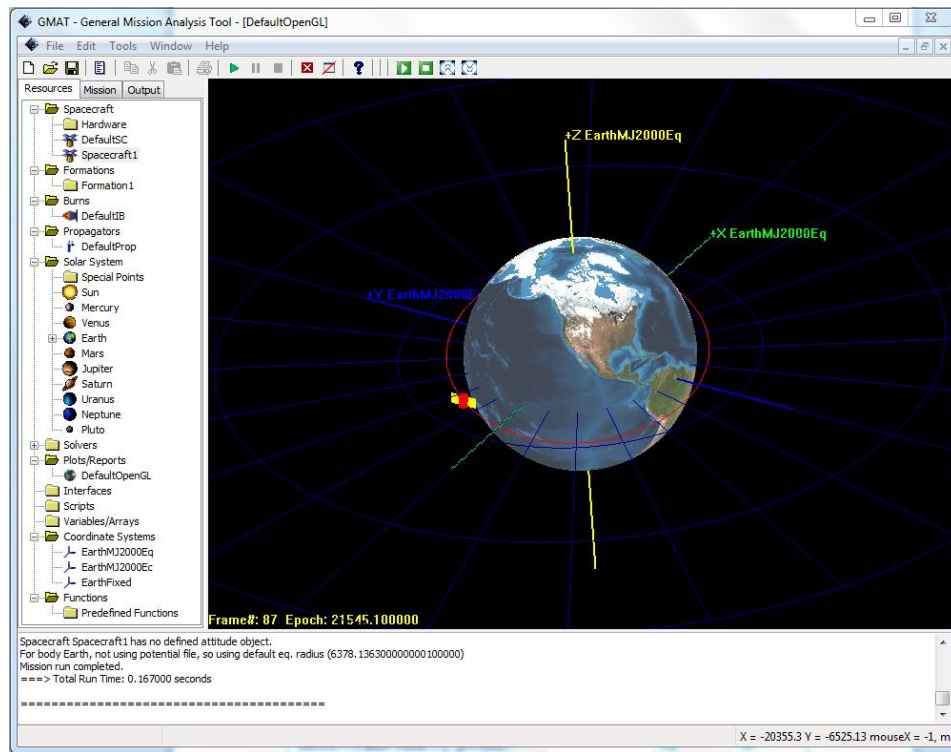 GMAT - General Mission Analysis Tool - [DefaultOpenGL]
File Edit Tools Window Help
Resources Mission Output
Spacecraft
Hardware
DefaultSC
Spacecraft1
Formations
Formation1
Burns
DefaultIB
Propagators
DefaultProp
Solar System
Special Points
Sun
Mercury
Venus
Earth
Mars
Jupiter
Saturn
Uranus
Neptune
Pluto
Solvers
Plots/Reports
DefaultOpenGL
Interfaces
Scripts
Variables/Arrays
Coordinate Systems
EarthMJ2000Eq
EarthMJ2000Ec
EarthFixed
Functions
Predefined Functions
+Z EarthMJ2000Eq
+X EarthMJ2000Eq
+Y EarthMJ2000E
Frame#: 87 Epoch: 21545.100000
Spacecraft Spacecraft1 has no defined attitude object.
For body Earth, not using potential file, so using default eq. radius (6378.136300000000100000)
Mission run completed.
===> Total Run Time: 0.167000 seconds
========================================
X = -20355.3 Y = -6525.13 mouseX = -1, m